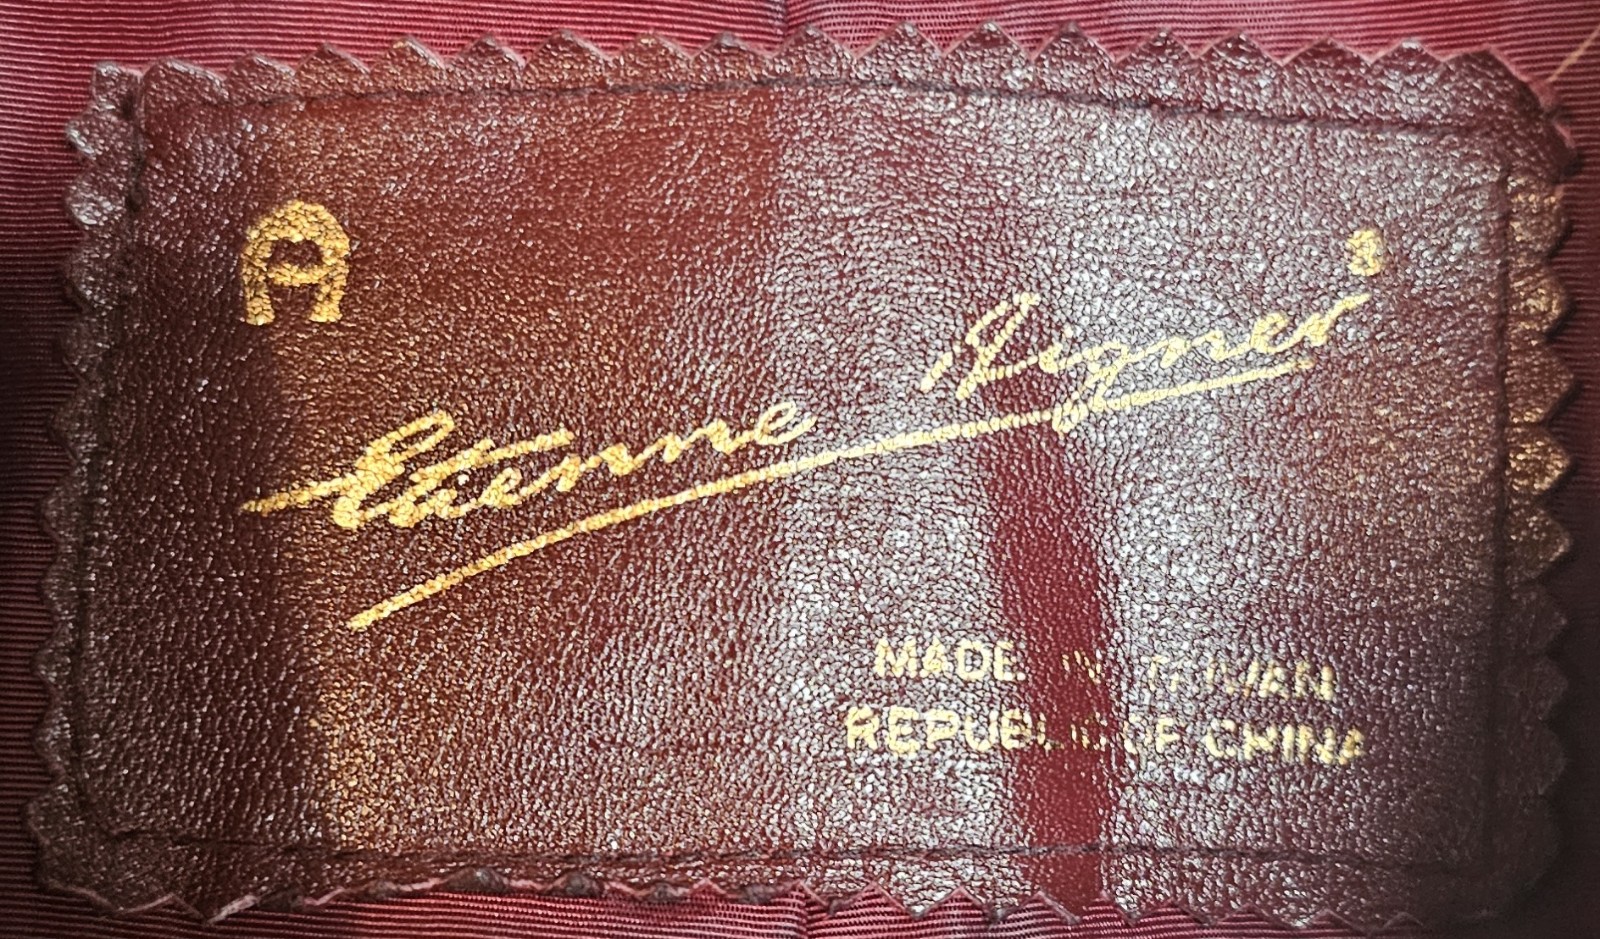 A
Etienne Aigner®
MADE IN TAIWAN
REPUBLIC OF CHINA